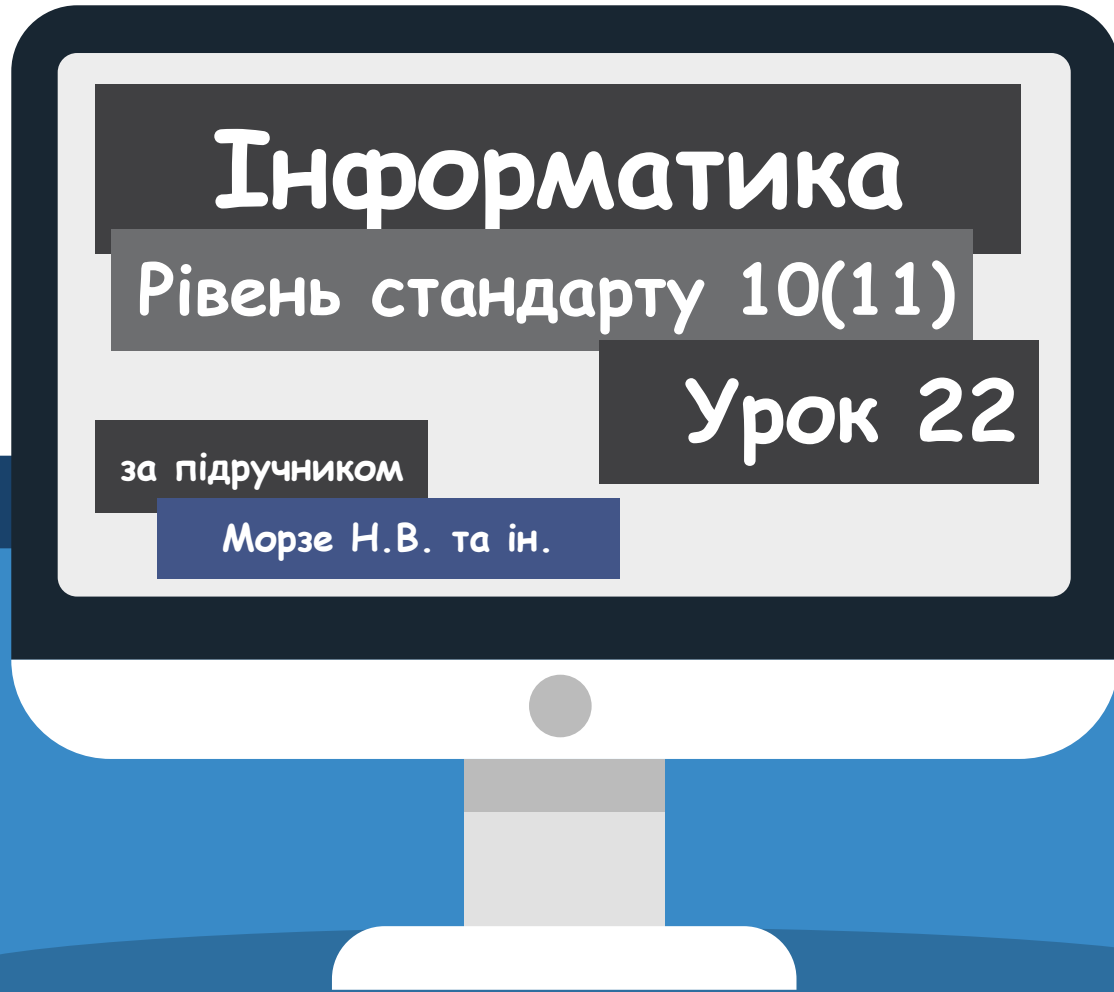 Інформатика
Рівень стандарту 10(11)
Урок 22
за підручником
Морзе Н.В. та ін.